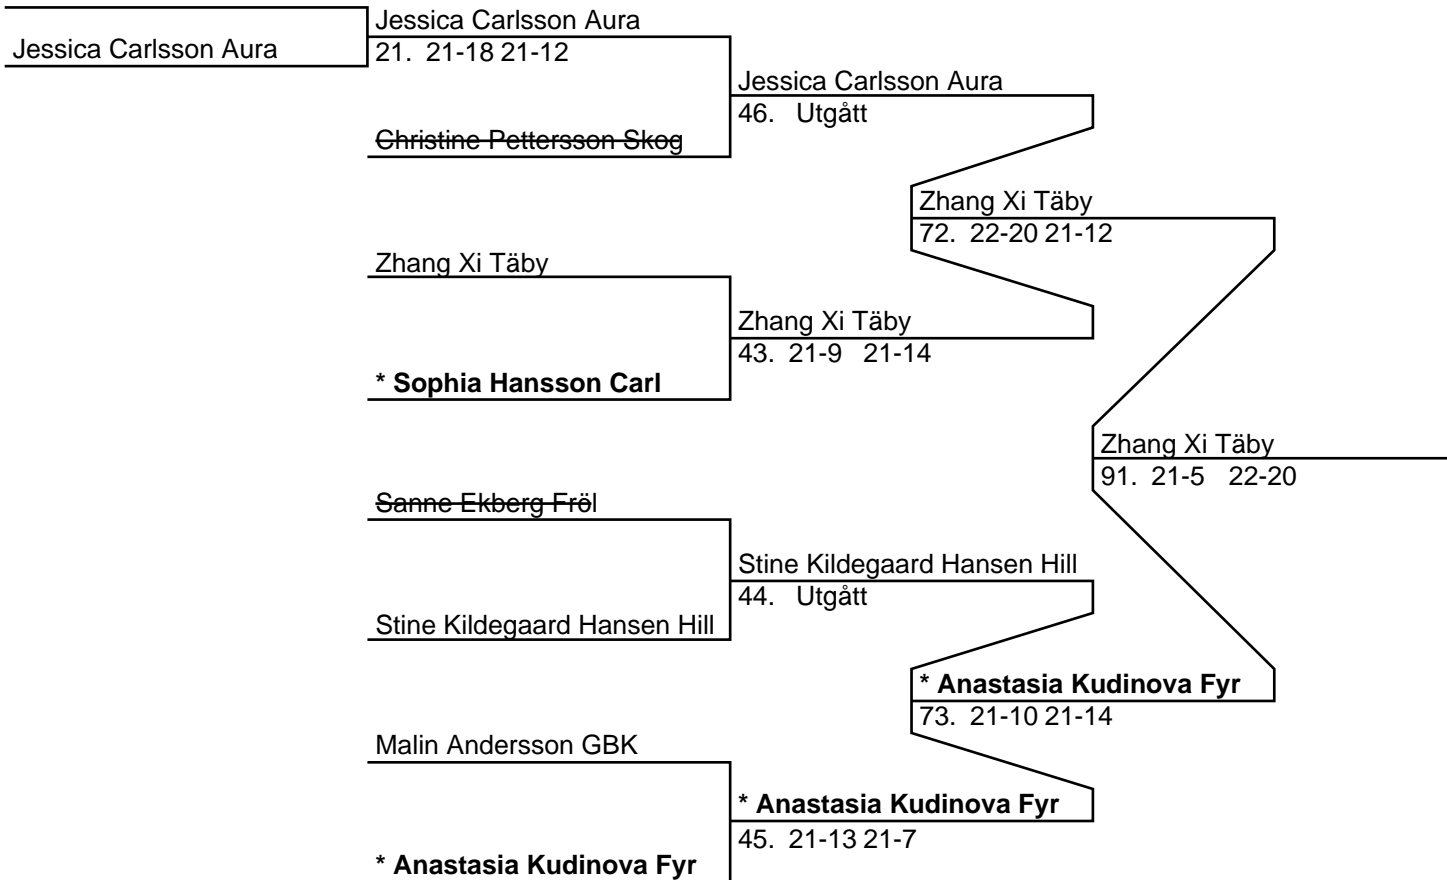 Jessica Carlsson Aura
Jessica Carlsson Aura
21. 21-18 21-12
Jessica Carlsson Aura
46. Utgått
Christine Pettersson Skog
Zhang Xi Täby
72. 22-20 21-12
Zhang Xi Täby
Zhang Xi Täby
43. 21-9 21-14
* Sophia Hansson Carl
Zhang Xi Täby
91. 21-5 22-20
Sanne Ekberg Fröl
Stine Kildegaard Hansen Hill
44. Utgått
Stine Kildegaard Hansen Hill
* Anastasia Kudinova Fyr
73. 21-10 21-14
Malin Andersson GBK
* Anastasia Kudinova Fyr
45. 21-13 21-7
* Anastasia Kudinova Fyr